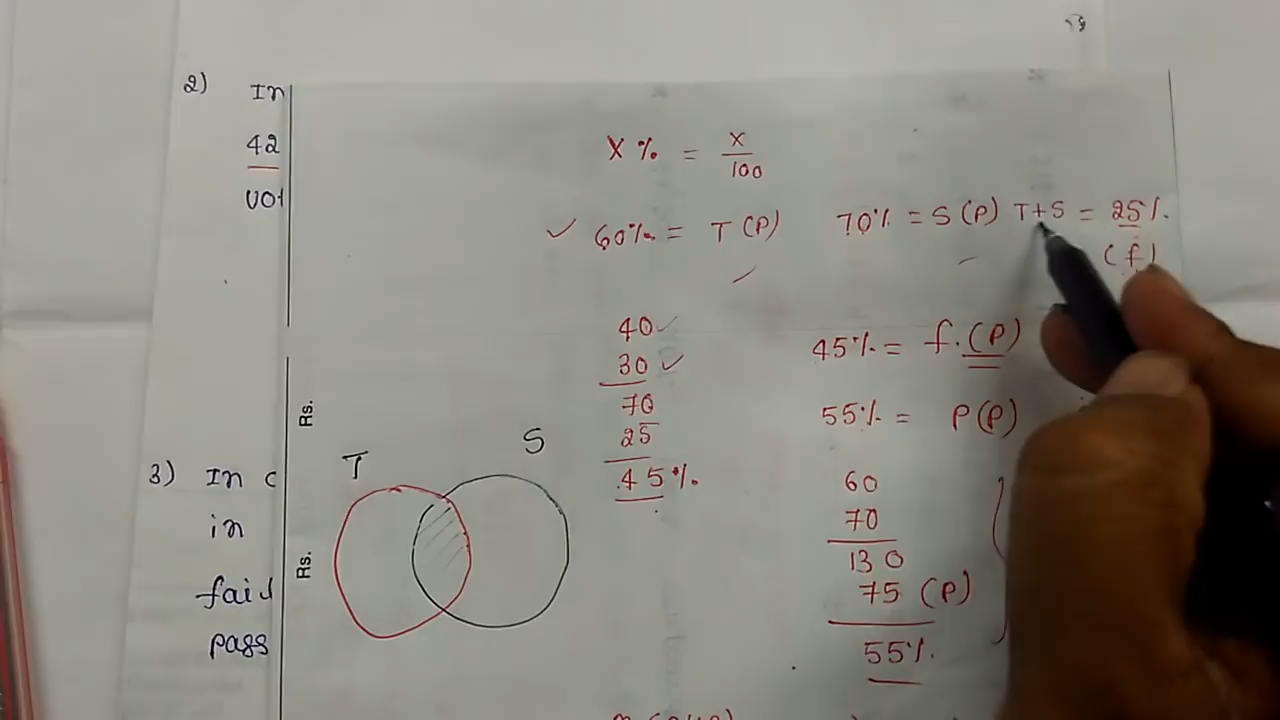 2) In
42
vot
X% = X/100
✓ 60% = T (P) 70% = S (P) T+S = 25%
(f)
40 ✓
30 ✓
70
25
45%
45% = f. (P)
55% = P(P)
60
70
130
75 (P)
55%
Rs.
T S
3) In c
in
Rs.
fail
pass